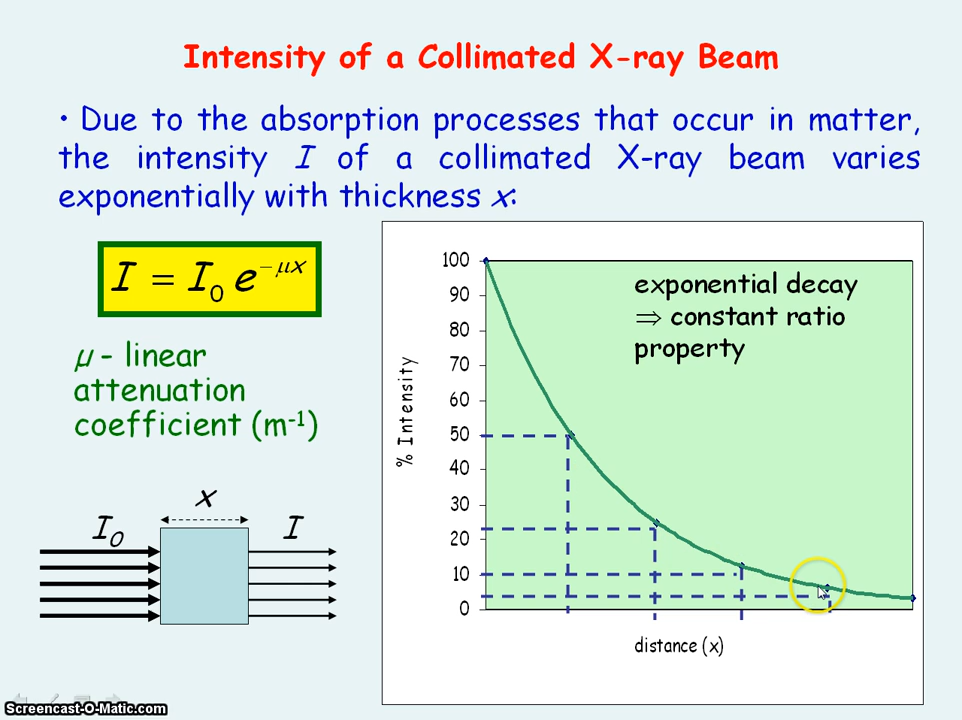 Intensity of a Collimated X-ray Beam
• Due to the absorption processes that occur in matter,
the intensity I of a collimated X-ray beam varies
exponentially with thickness x:
I = I₀ e^(−μx)
μ - linear
attenuation
coefficient (m⁻¹)
x
I₀
I
100
90
80
70
60
50
40
30
20
10
0
% Intensity
exponential decay
⇒ constant ratio
property
distance (x)
Screencast-O-Matic.com